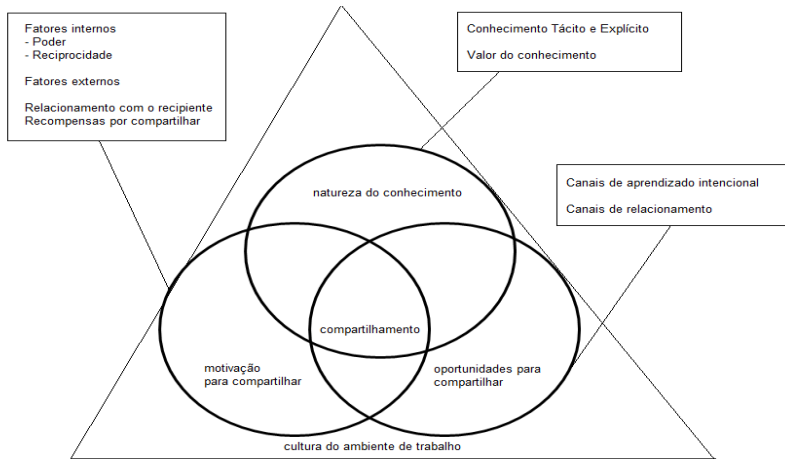 Fatores internos
- Poder
- Reciprocidade
Fatores externos
Relacionamento com o recipiente
Recompensas por compartilhar
Conhecimento Tácito e Explícito
Valor do conhecimento
Canais de aprendizado intencional
Canais de relacionamento
natureza do conhecimento
compartilhamento
motivação
para compartilhar
oportunidades para
compartilhar
cultura do ambiente de trabalho